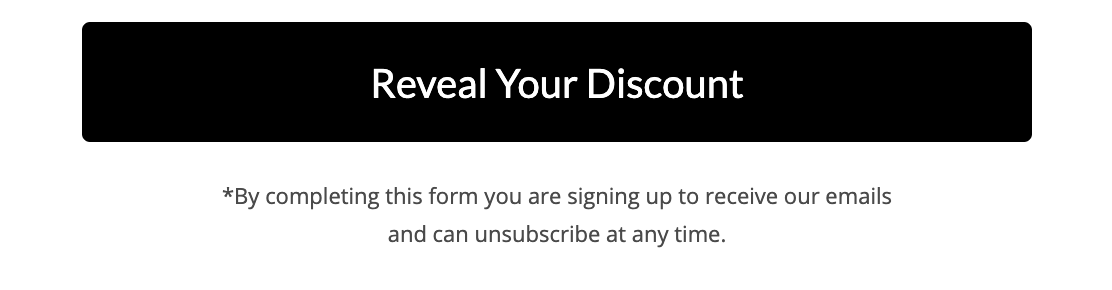 Reveal Your Discount
*By completing this form you are signing up to receive our emails
and can unsubscribe at any time.